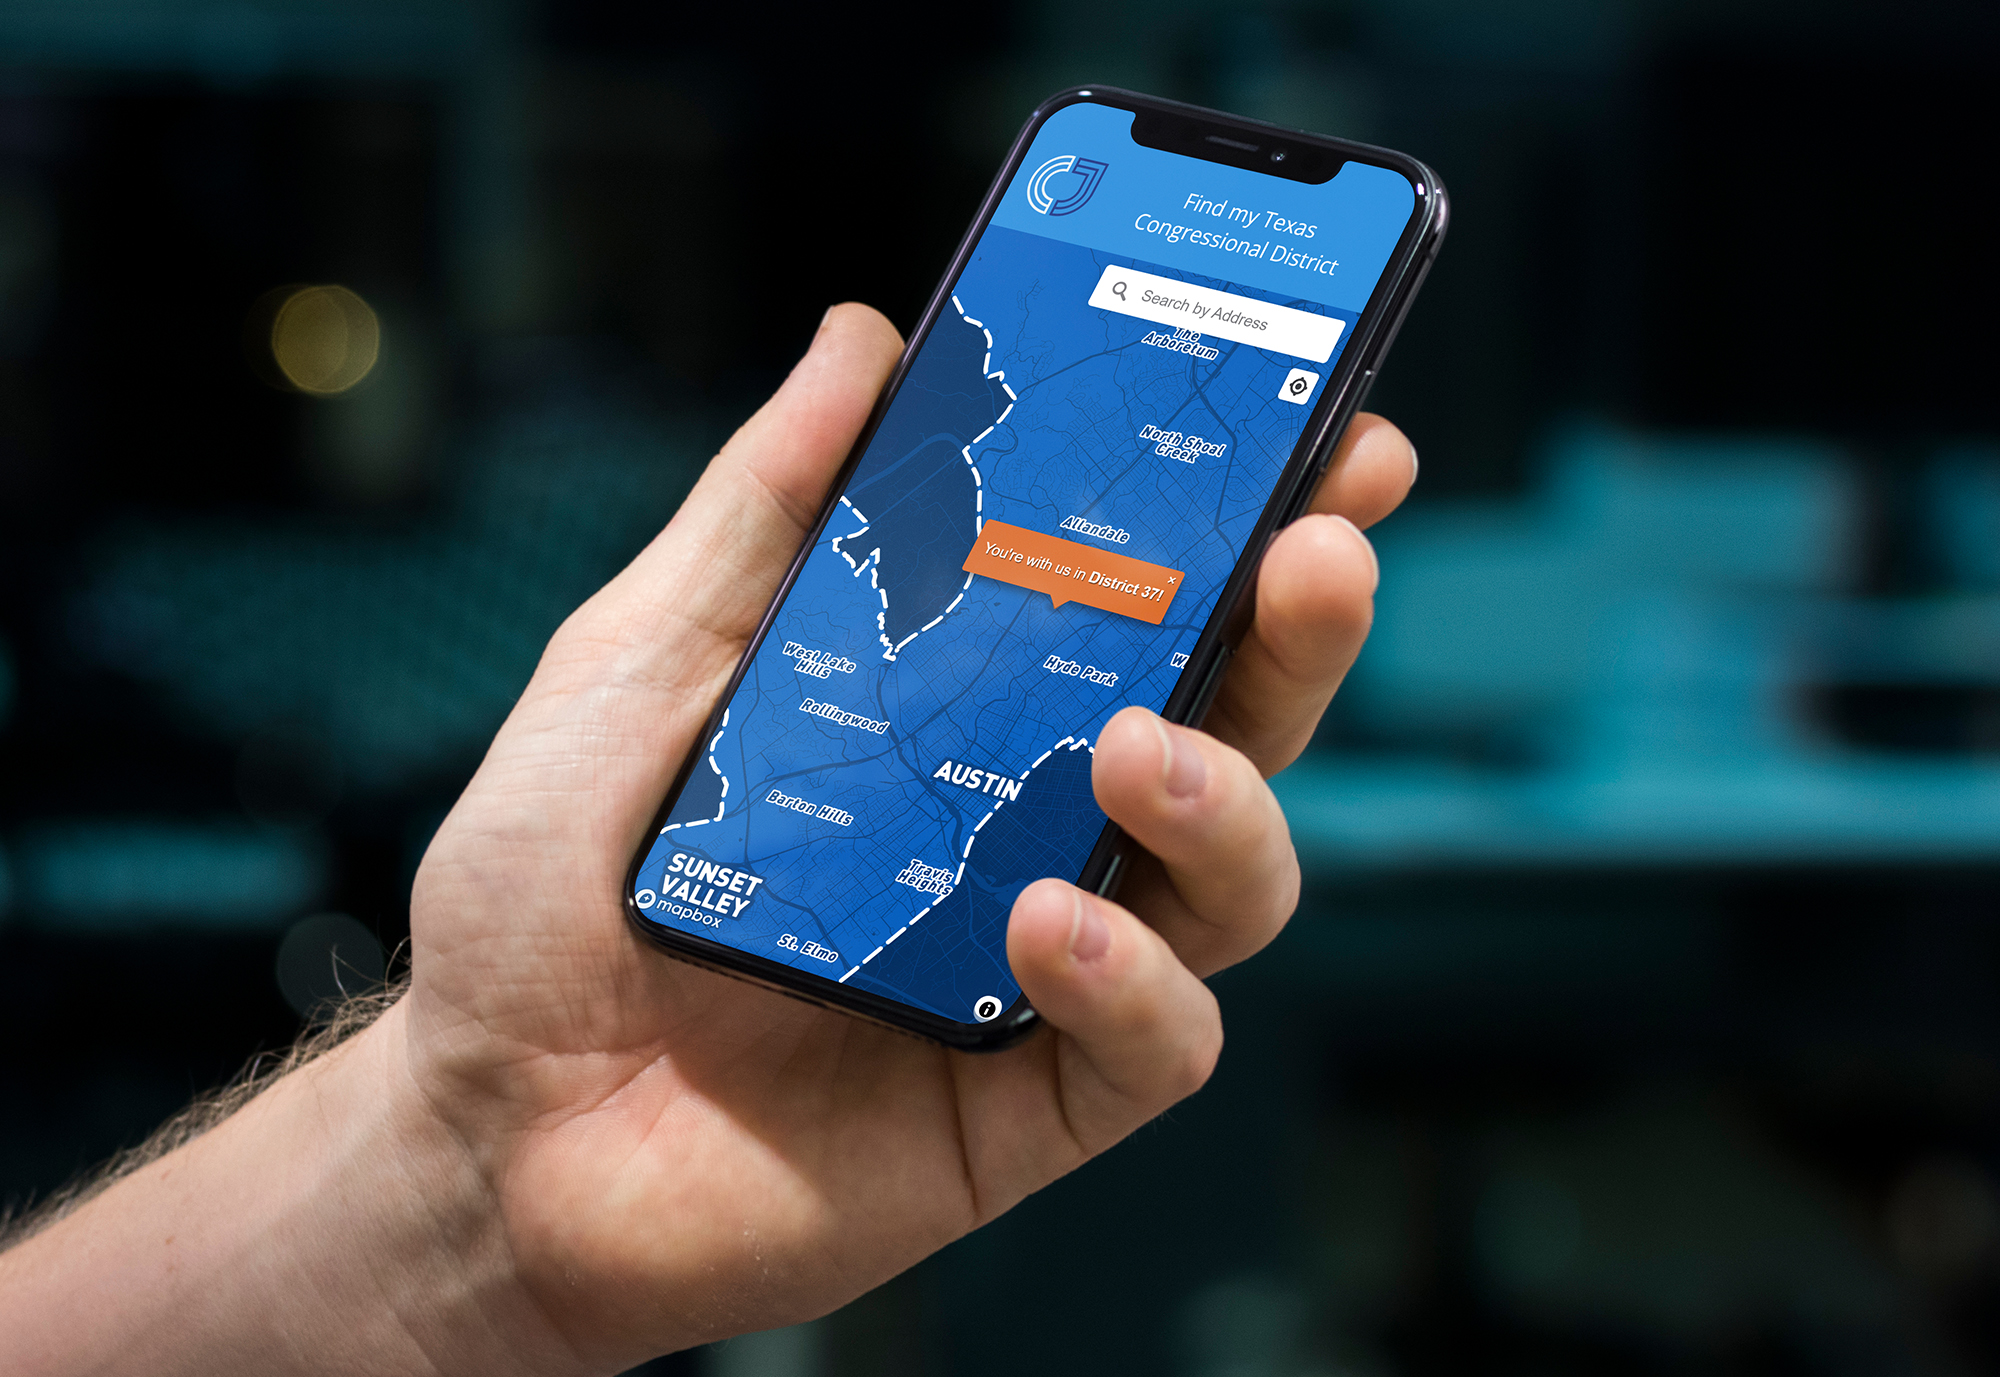 CJ
Find my Texas
Congressional District
Search by Address
The
Arboretum
North Shoal
Creek
Allandale
You're with us in District 37!
×
West Lake
Hills
Hyde Park
Rollingwood
AUSTIN
Barton Hills
Travis
Heights
SUNSET
VALLEY
mapbox
St. Elmo
i